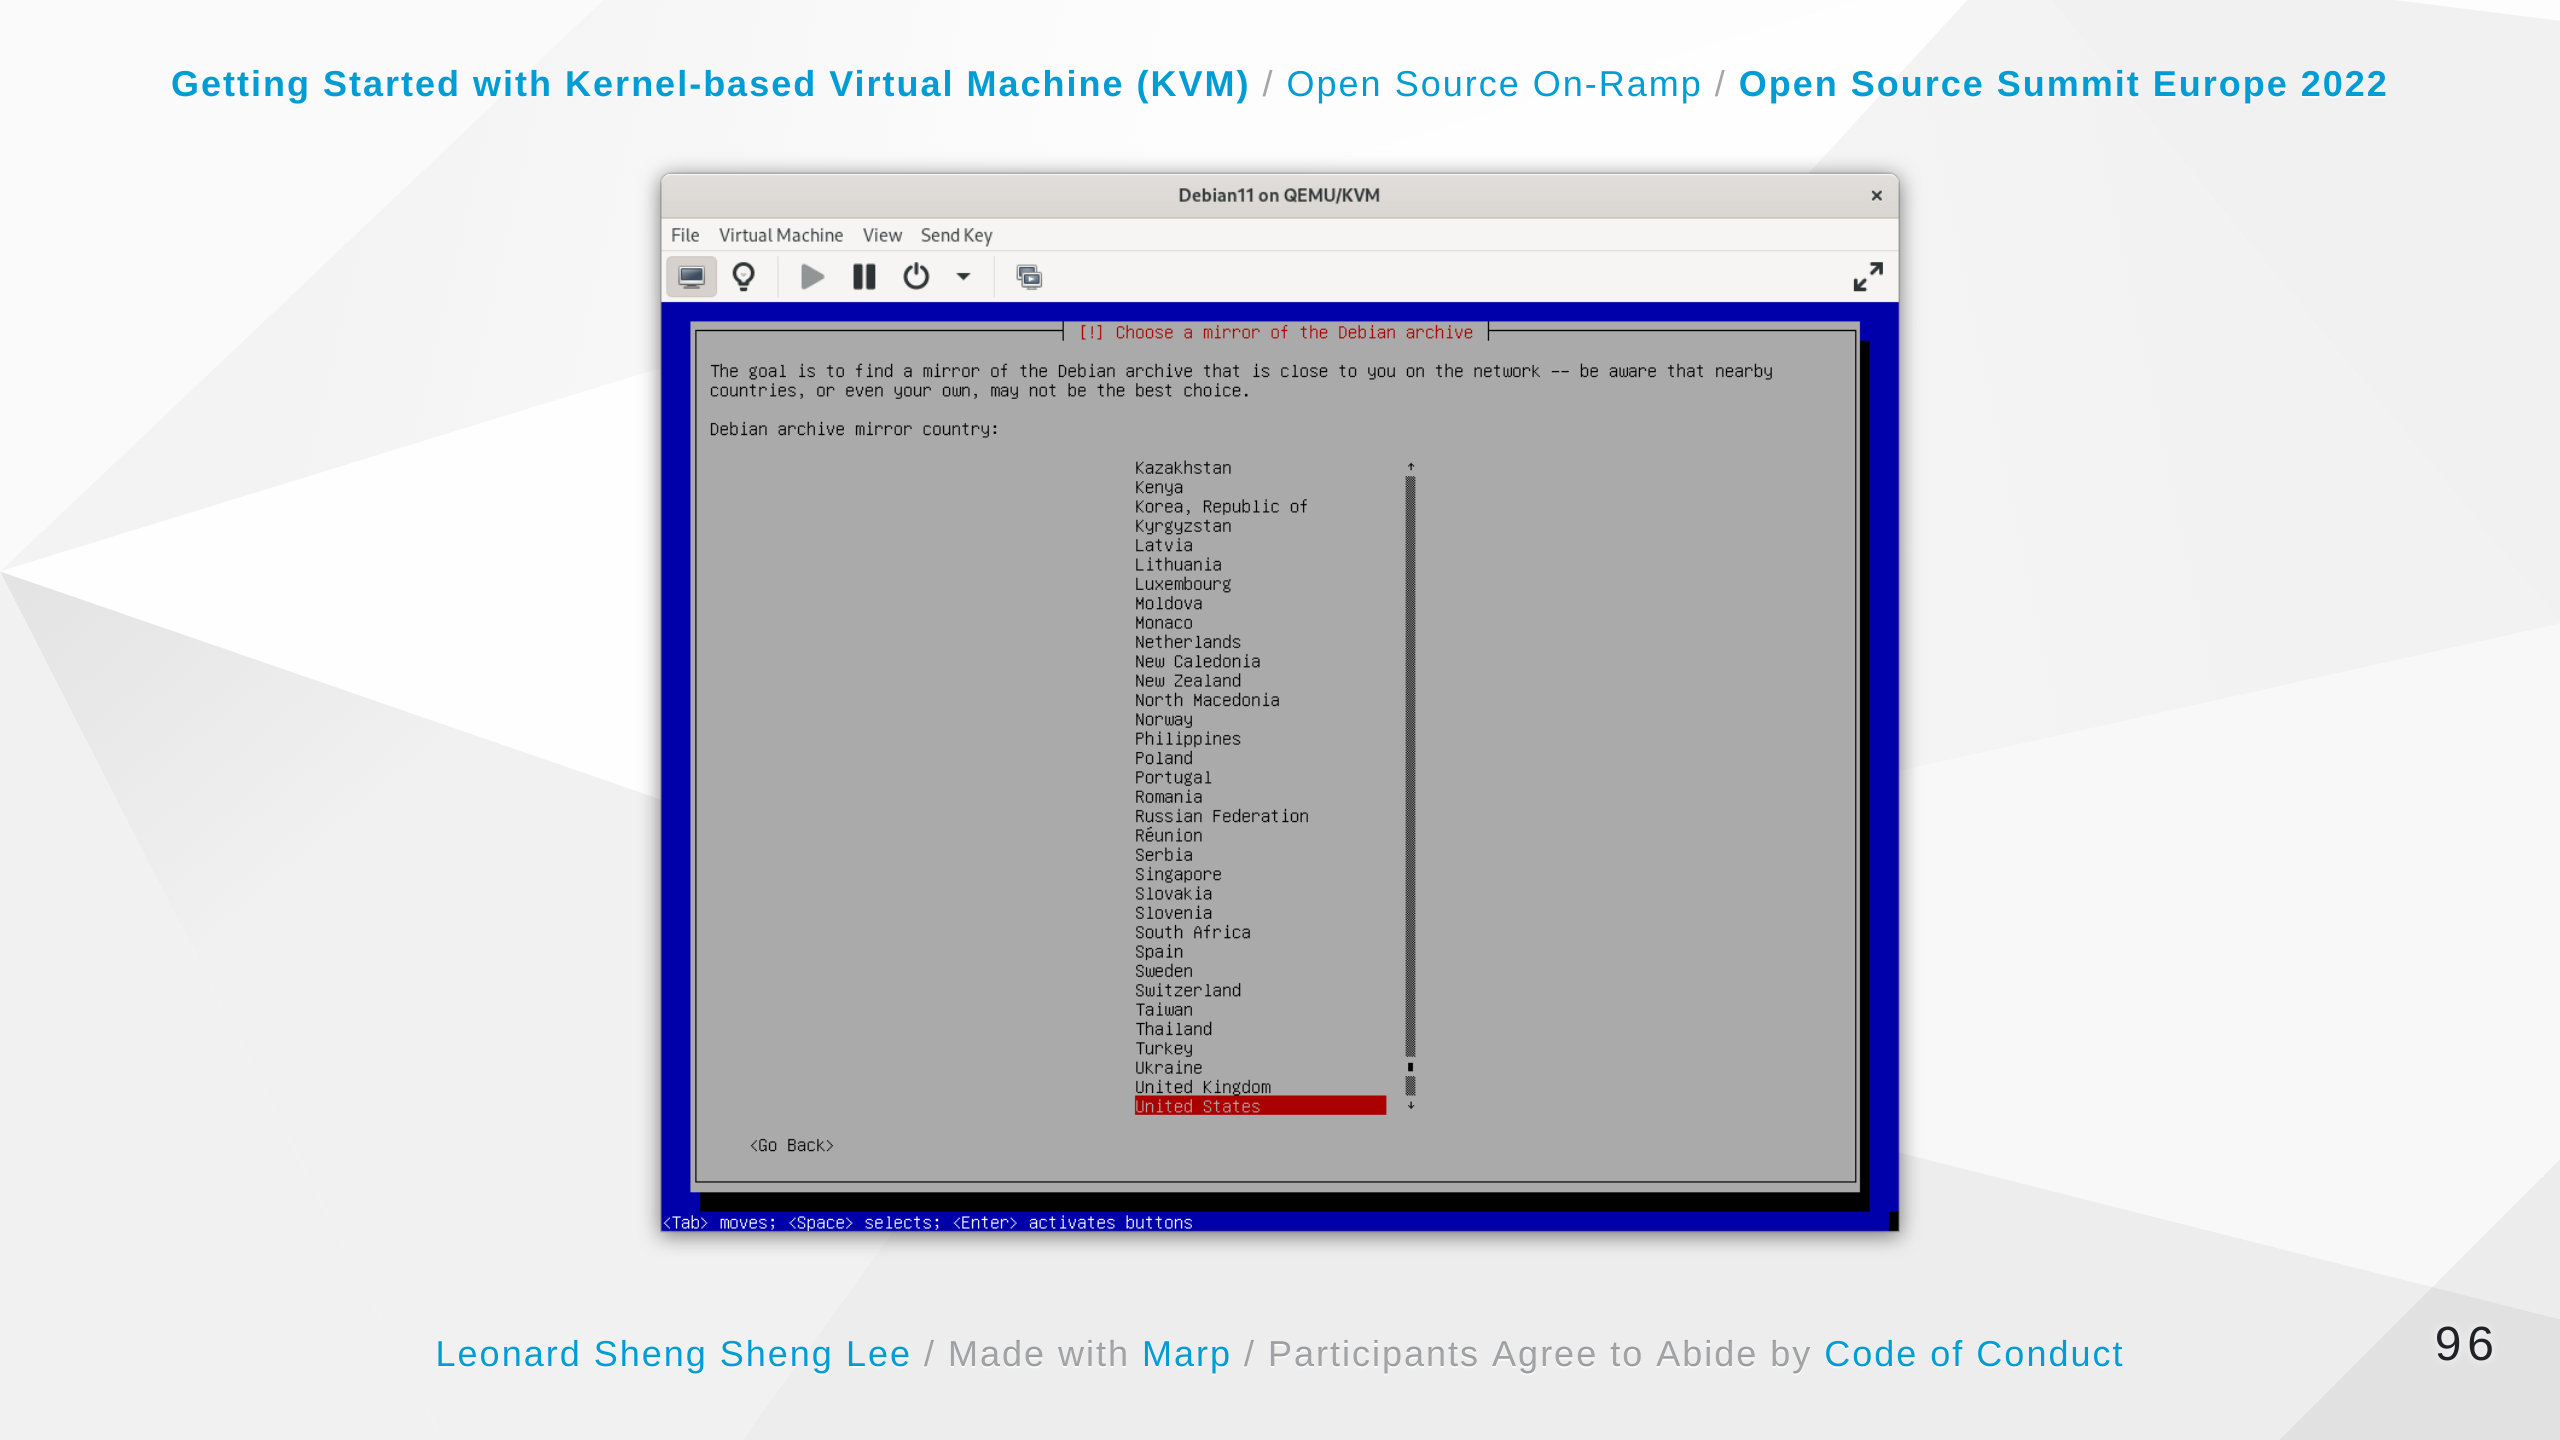 Getting Started with Kernel-based Virtual Machine (KVM) / Open Source On-Ramp / Open Source Summit Europe 2022
Debian11 on QEMU/KVM
File Virtual Machine View Send Key
[!] Choose a mirror of the Debian archive
The goal is to find a mirror of the Debian archive that is close to you on the network -- be aware that nearby
countries, or even your own, may not be the best choice.
Debian archive mirror country:
Kazakhstan
Kenya
Korea, Republic of
Kyrgyzstan
Latvia
Lithuania
Luxembourg
Moldova
Monaco
Netherlands
New Caledonia
New Zealand
North Macedonia
Norway
Philippines
Poland
Portugal
Romania
Russian Federation
Réunion
Serbia
Singapore
Slovakia
Slovenia
South Africa
Spain
Sweden
Switzerland
Taiwan
Thailand
Turkey
Ukraine
United Kingdom
United States
<Go Back>
<Tab> moves; <Space> selects; <Enter> activates buttons
Leonard Sheng Sheng Lee / Made with Marp / Participants Agree to Abide by Code of Conduct
96